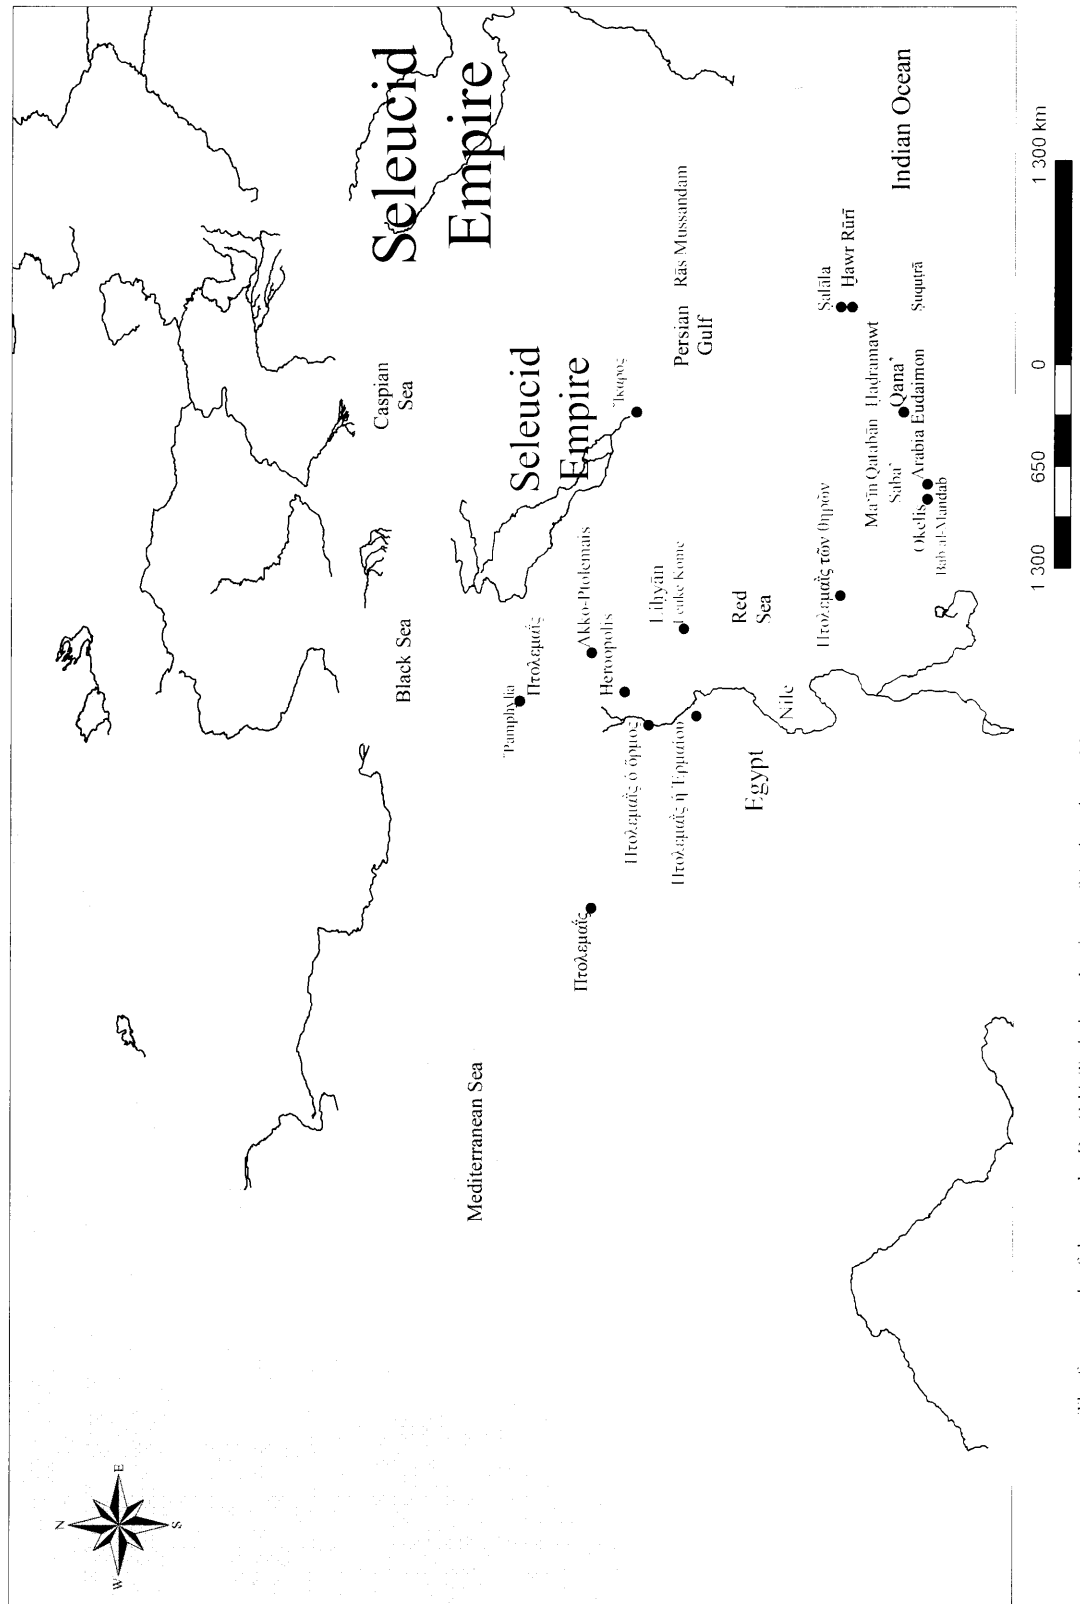 N
W
E
S
Mediterranean Sea
Black Sea
Caspian
Sea
Seleucid
Empire
Seleucid
Empire
Pamphylia
Πτολεμαΐς
Πτολεμαΐς
Akko-Ptolemais
Heroopolis
Ἴκαρος
Πτολεμαῒς ὁ ὅρμος
Πτολεμαῒς ἡ Ἑρμαίου
Liḥyān
Leuke Kome
Persian
Gulf
Rās Mussandam
Egypt
Nile
Red
Sea
Πτολεμαῒς τῶν θηρῶν
Ṣalāla
Ḫawr Rūrī
Ma‘īn Qatabān Ḥaḍramawt
Saba’
Qana’
Okelis
Arabia Eudaimon
Bab al-Mandab
Ṣuquṭrā
Indian Ocean
1 300
650
0
1 300 km